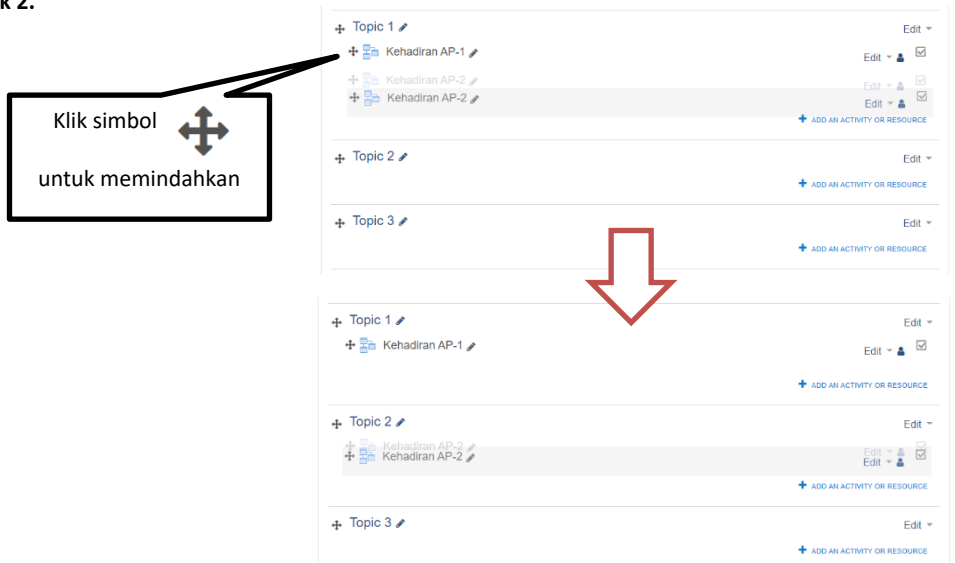 k 2.
Topic 1
Edit
Kehadiran AP-1
Edit
Kehadiran AP-2
Edit
Kehadiran AP-2
Edit
ADD AN ACTIVITY OR RESOURCE
Klik simbol
untuk memindahkan
Topic 2
Edit
ADD AN ACTIVITY OR RESOURCE
Topic 3
Edit
ADD AN ACTIVITY OR RESOURCE
Topic 1
Edit
Kehadiran AP-1
Edit
ADD AN ACTIVITY OR RESOURCE
Topic 2
Edit
Kehadiran AP-2
Edit
Kehadiran AP-2
Edit
ADD AN ACTIVITY OR RESOURCE
Topic 3
Edit
ADD AN ACTIVITY OR RESOURCE